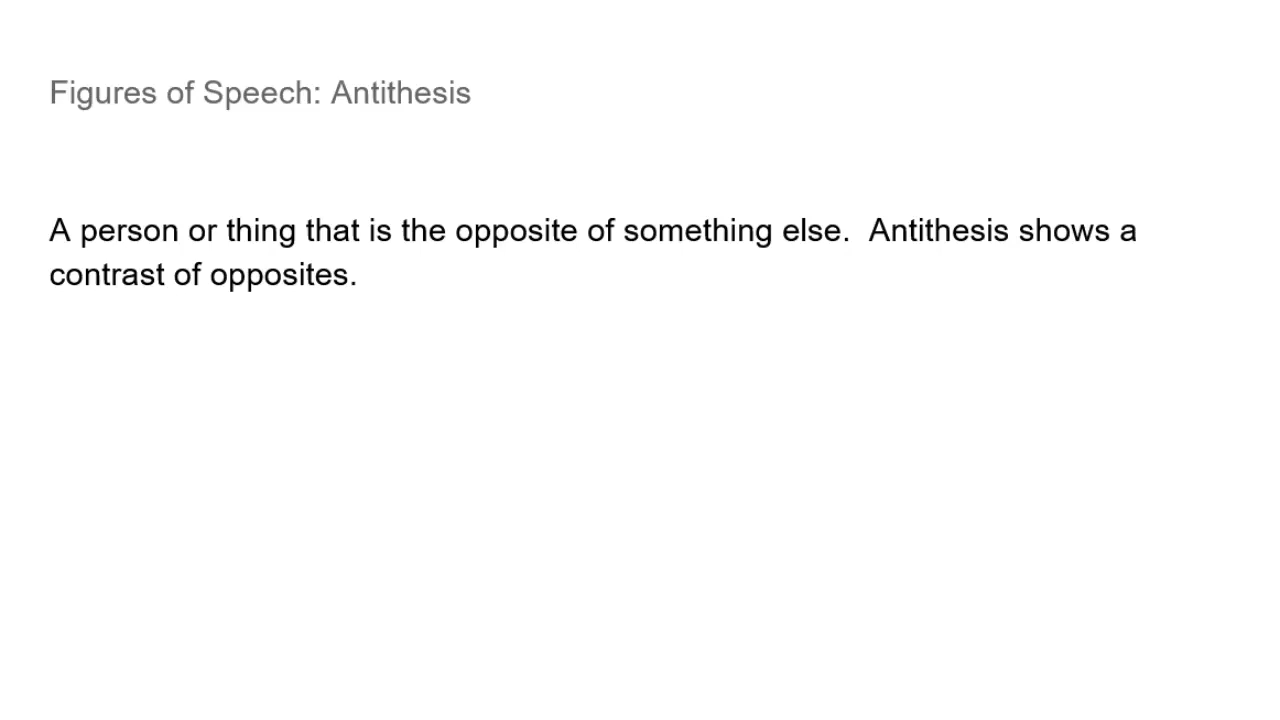 Figures of Speech: Antithesis
A person or thing that is the opposite of something else.  Antithesis shows a
contrast of opposites.